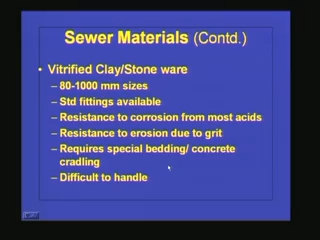 Sewer Materials (Contd.)
• Vitrified Clay/Stone ware
– 80-1000 mm sizes
– Std fittings available
– Resistance to corrosion from most acids
– Resistance to erosion due to grit
– Requires special bedding/ concrete
cradling
– Difficult to handle